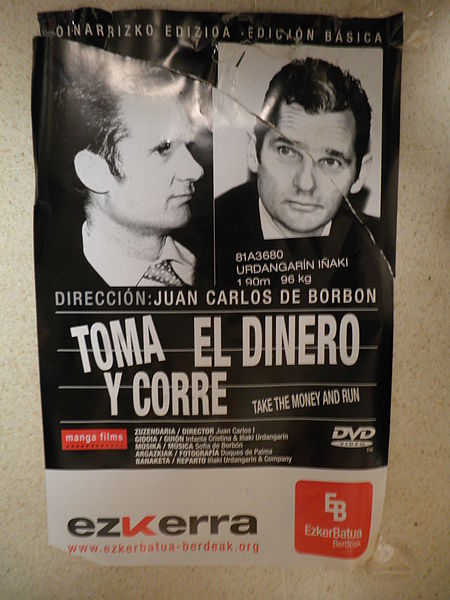 OINARRIZKO EDIZIOA · EDICIÓN BÁSICA
81A3680
URDANGARÍN IÑAKI
1.90m 96 kg
DIRECCIÓN: JUAN CARLOS DE BORBON
TOMA EL DINERO
Y CORRE
TAKE THE MONEY AND RUN
manga films
ZUZENDARIA / DIRECTOR Juan Carlos I
GIDOIA / GUIÓN Infanta Cristina & Iñaki Urdangarin
MUSIKA / MÚSICA Sofía de Borbón
ARGAZKIAK / FOTOGRAFÍA Duques de Palma
BANAKETA / REPARTO Iñaki Urdangarin & Company
DVD
VIDEO
TM
ezkerra
www.ezkerbatua-berdeak.org
EB
EzkerBatua
Berdeak